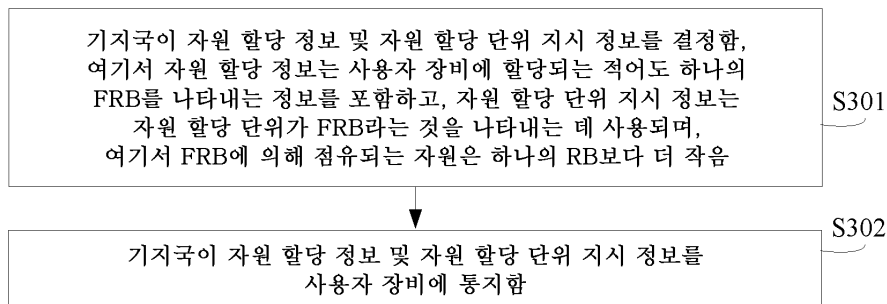 기지국이 자원 할당 정보 및 자원 할당 단위 지시 정보를 결정함,
여기서 자원 할당 정보는 사용자 장비에 할당되는 적어도 하나의
FRB를 나타내는 정보를 포함하고, 자원 할당 단위 지시 정보는
자원 할당 단위가 FRB라는 것을 나타내는 데 사용되며,
여기서 FRB에 의해 점유되는 자원은 하나의 RB보다 더 작음
S301
S302
기지국이 자원 할당 정보 및 자원 할당 단위 지시 정보를
사용자 장비에 통지함